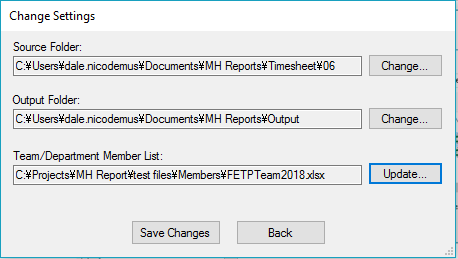 Change Settings
Source Folder:
C:¥Users¥dale.nicodemus¥Documents¥MH Reports¥Timesheet¥06
Change...
Output Folder:
C:¥Users¥dale.nicodemus¥Documents¥MH Reports¥Output
Change...
Team/Department Member List:
C:¥Projects¥MH Report¥test files¥Members¥FETPTeam2018.xlsx
Update...
Save Changes
Back